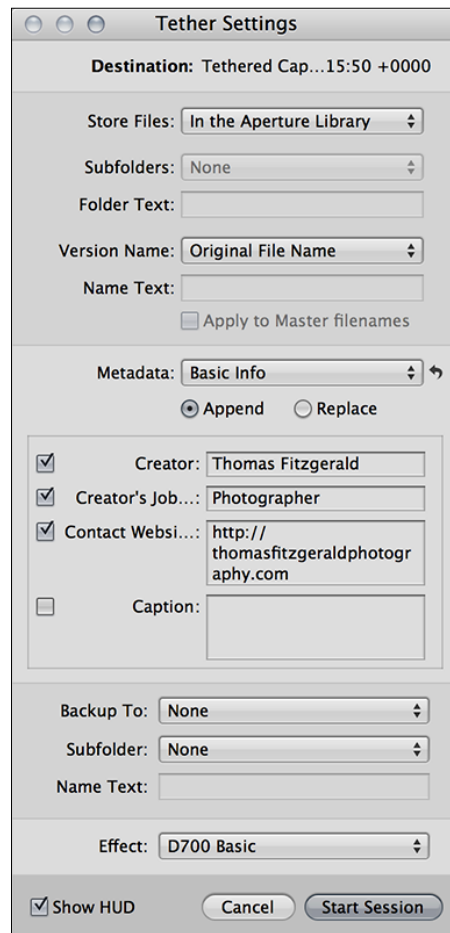 Tether Settings
Destination: Tethered Cap...15:50 +0000
Store Files: In the Aperture Library
Subfolders: None
Folder Text:
Version Name: Original File Name
Name Text:
Apply to Master filenames
Metadata: Basic Info
Append Replace
Creator: Thomas Fitzgerald
Creator's Job...: Photographer
Contact Websi...: http://
thomasfitzgeraldphotogr
aphy.com
Caption:
Backup To: None
Subfolder: None
Name Text:
Effect: D700 Basic
Show HUD Cancel Start Session